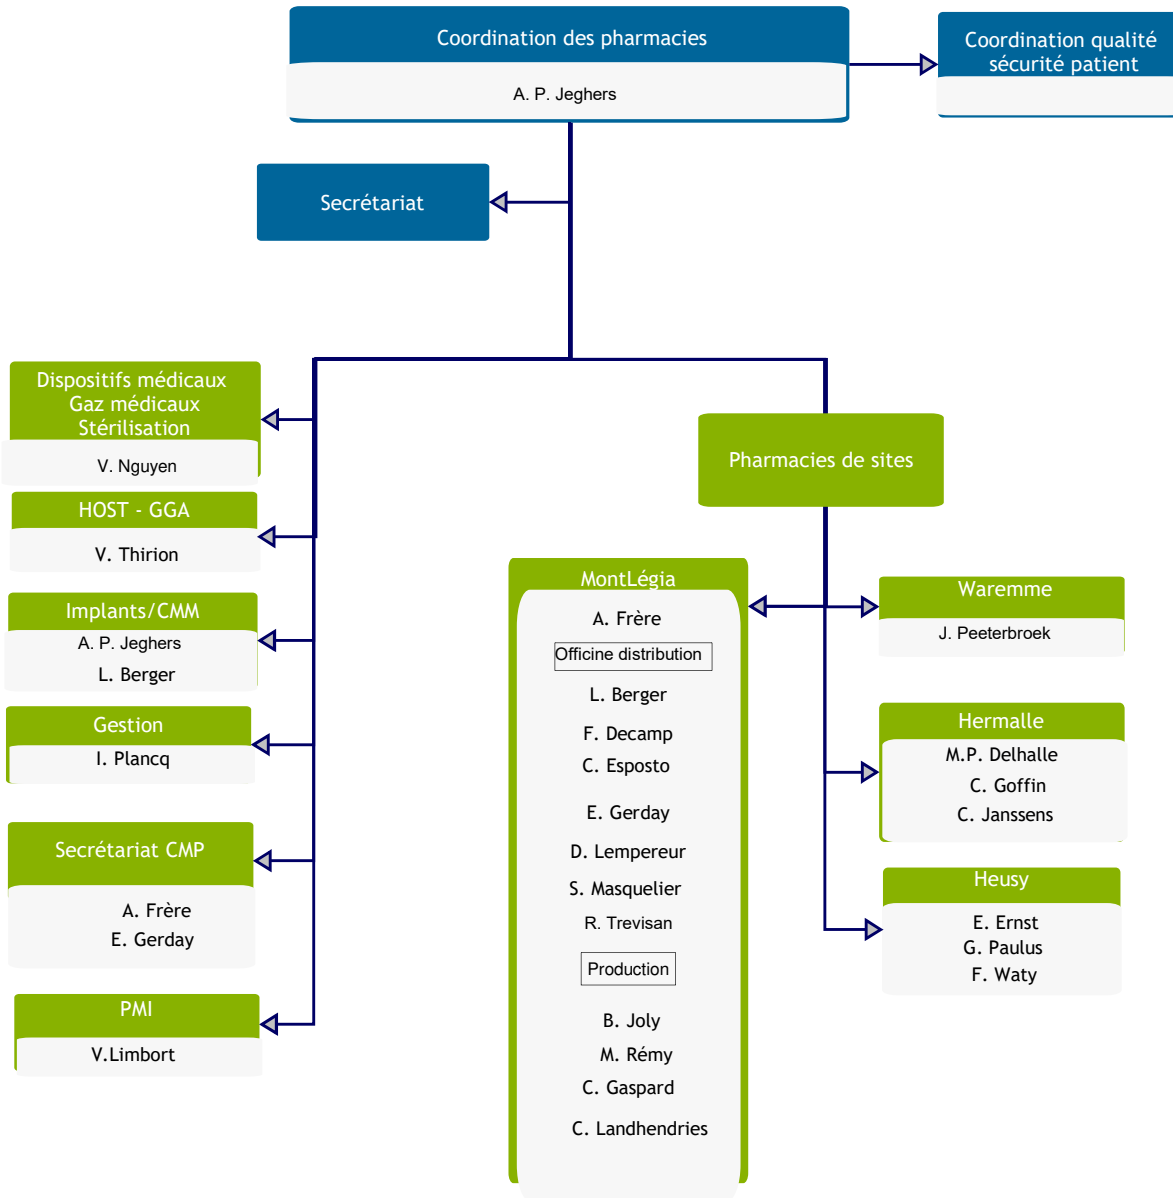 Coordination des pharmacies
A. P. Jeghers
Coordination qualité
sécurité patient
Secrétariat
Dispositifs médicaux
Gaz médicaux
Stérilisation
V. Nguyen
HOST - GGA
V. Thirion
Implants/CMM
A. P. Jeghers
L. Berger
Gestion
I. Plancq
Secrétariat CMP
A. Frère
E. Gerday
PMI
V.Limbort
Pharmacies de sites
MontLégia
A. Frère
Officine distribution
L. Berger
F. Decamp
C. Esposto
E. Gerday
D. Lempereur
S. Masquelier
R. Trevisan
Production
B. Joly
M. Rémy
C. Gaspard
C. Landhendries
Waremme
J. Peeterbroek
Hermalle
M.P. Delhalle
C. Goffin
C. Janssens
Heusy
E. Ernst
G. Paulus
F. Waty